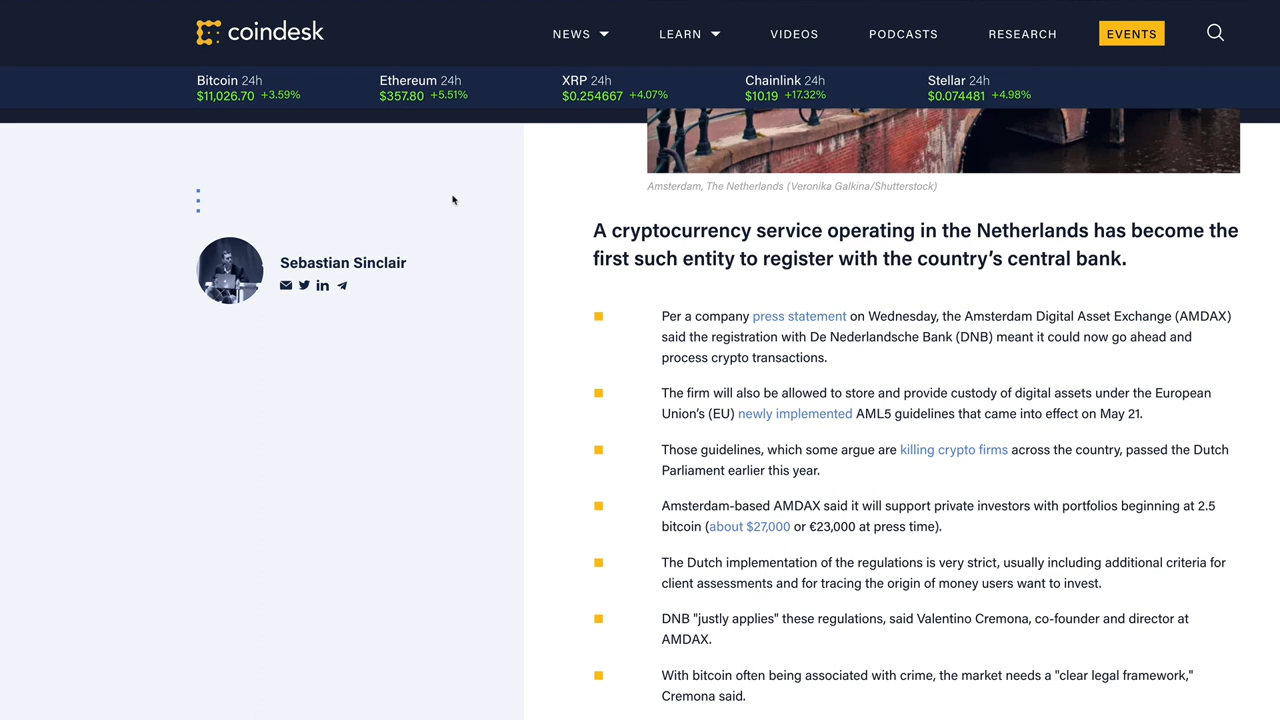 coindesk
NEWS
LEARN
VIDEOS
PODCASTS
RESEARCH
EVENTS
Bitcoin 24h
$11,026.70 +3.59%
Ethereum 24h
$357.80 +5.51%
XRP 24h
$0.254667 +4.07%
Chainlink 24h
$10.19 +17.32%
Stellar 24h
$0.074481 +4.98%
Amsterdam, The Netherlands (Veronika Galkina/Shutterstock)
Sebastian Sinclair
A cryptocurrency service operating in the Netherlands has become the
first such entity to register with the country's central bank.
Per a company press statement on Wednesday, the Amsterdam Digital Asset Exchange (AMDAX)
said the registration with De Nederlandsche Bank (DNB) meant it could now go ahead and
process crypto transactions.
The firm will also be allowed to store and provide custody of digital assets under the European
Union's (EU) newly implemented AML5 guidelines that came into effect on May 21.
Those guidelines, which some argue are killing crypto firms across the country, passed the Dutch
Parliament earlier this year.
Amsterdam-based AMDAX said it will support private investors with portfolios beginning at 2.5
bitcoin (about $27,000 or €23,000 at press time).
The Dutch implementation of the regulations is very strict, usually including additional criteria for
client assessments and for tracing the origin of money users want to invest.
DNB "justly applies" these regulations, said Valentino Cremona, co-founder and director at
AMDAX.
With bitcoin often being associated with crime, the market needs a "clear legal framework,"
Cremona said.